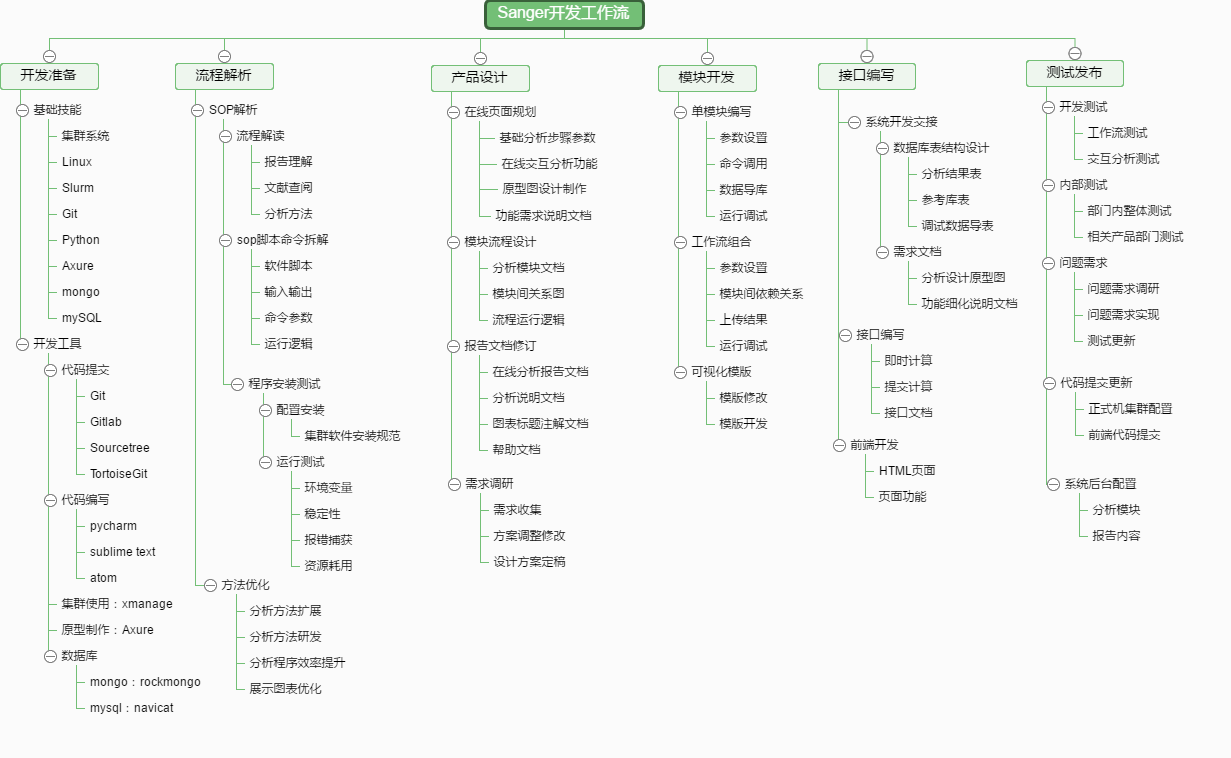 Sanger开发工作流
开发准备
基础技能
集群系统
Linux
Slurm
Git
Python
Axure
mongo
mySQL
开发工具
代码提交
Git
Gitlab
Sourcetree
TortoiseGit
代码编写
pycharm
sublime text
atom
集群使用：xmanage
原型制作：Axure
数据库
mongo：rockmongo
mysql：navicat
流程解析
SOP解析
流程解读
报告理解
文献查阅
分析方法
sop脚本命令拆解
软件脚本
输入输出
命令参数
运行逻辑
程序安装测试
配置安装
集群软件安装规范
运行测试
环境变量
稳定性
报错捕获
资源耗用
方法优化
分析方法扩展
分析方法研发
分析程序效率提升
展示图表优化
产品设计
在线页面规划
基础分析步骤参数
在线交互分析功能
原型图设计制作
功能需求说明文档
模块流程设计
分析模块文档
模块间关系图
流程运行逻辑
报告文档修订
在线分析报告文档
分析说明文档
图表标题注解文档
帮助文档
需求调研
需求收集
方案调整修改
设计方案定稿
模块开发
单模块编写
参数设置
命令调用
数据导库
运行调试
工作流组合
参数设置
模块间依赖关系
上传结果
运行调试
可视化模版
模版修改
模版开发
接口编写
系统开发交接
数据库表结构设计
分析结果表
参考库表
调试数据导表
需求文档
分析设计原型图
功能细化说明文档
接口编写
即时计算
提交计算
接口文档
前端开发
HTML页面
页面功能
测试发布
开发测试
工作流测试
交互分析测试
内部测试
部门内整体测试
相关产品部门测试
问题需求
问题需求调研
问题需求实现
测试更新
代码提交更新
正式机集群配置
前端代码提交
系统后台配置
分析模块
报告内容